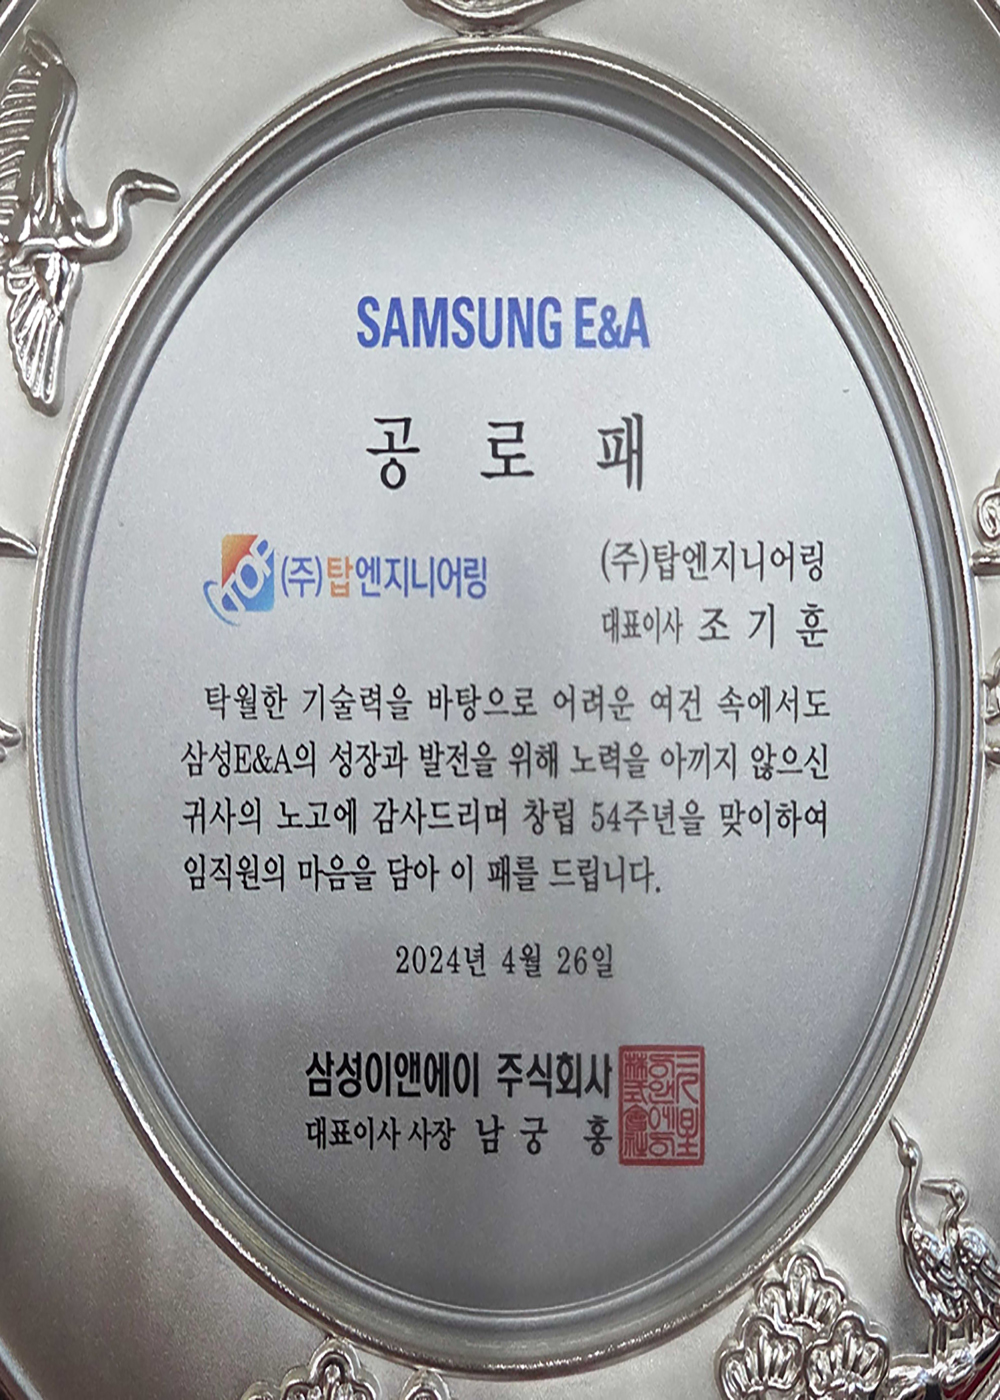 SAMSUNG E&A
공 로 패
TOP (주)탑엔지니어링
(주)탑엔지니어링
대표이사 조 기 훈
탁월한 기술력을 바탕으로 어려운 여건 속에서도
삼성E&A의 성장과 발전을 위해 노력을 아끼지 않으신
귀사의 노고에 감사드리며 창립 54주년을 맞이하여
임직원의 마음을 담아 이 패를 드립니다.
2024년 4월 26일
삼성이앤에이 주식회사
대표이사 사장 남 궁 홍